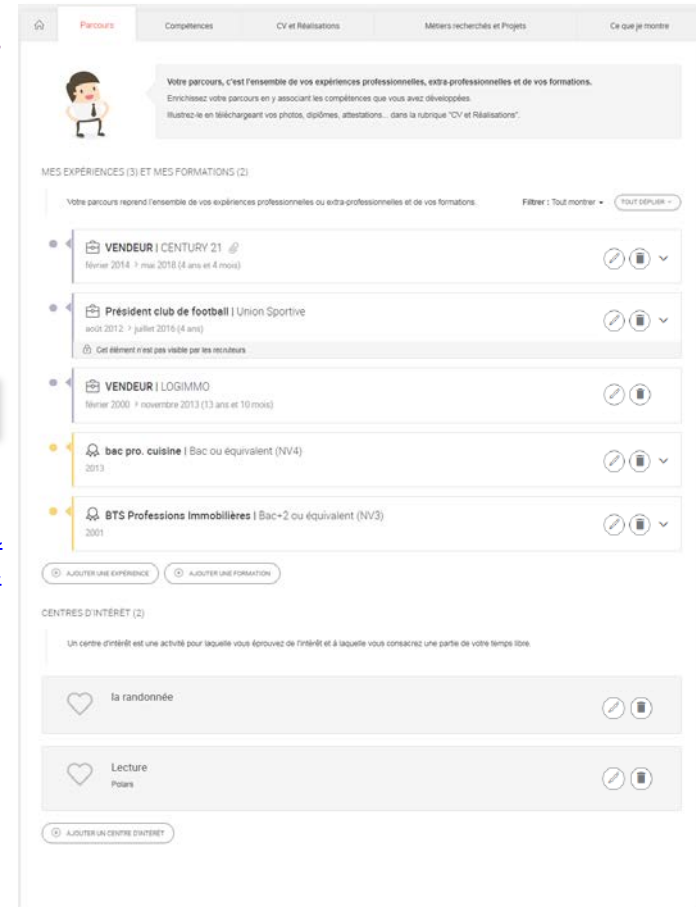 Parcours
Compétences
CV et Réalisations
Métiers recherchés et Projets
Ce que je montre
Votre parcours, c'est l'ensemble de vos expériences professionnelles, extra-professionnelles et de vos formations.
Enrichissez votre parcours en y associant les compétences que vous avez développées.
Illustrez-le en téléchargeant vos photos, diplômes, attestations... dans la rubrique "CV et Réalisations".
MES EXPÉRIENCES (3) ET MES FORMATIONS (2)
Votre parcours reprend l'ensemble de vos expériences professionnelles ou extra-professionnelles et de vos formations.
Filtrer : Tout montrer
TOUT DÉPLIER
VENDEUR | CENTURY 21
février 2014 > mai 2018 (4 ans et 4 mois)
Président club de football | Union Sportive
août 2012 > juillet 2016 (4 ans)
Cet élément n'est pas visible par les recruteurs
VENDEUR | LOGIMMO
février 2000 > novembre 2013 (13 ans et 10 mois)
bac pro. cuisine | Bac ou équivalent (NV4)
2013
BTS Professions Immobilières | Bac+2 ou équivalent (NV3)
2001
AJOUTER UNE EXPÉRIENCE
AJOUTER UNE FORMATION
CENTRES D'INTÉRÊT (2)
Un centre d'intérêt est une activité pour laquelle vous éprouvez de l'intérêt et à laquelle vous consacrez une partie de votre temps libre.
la randonnée
Lecture
Polars
AJOUTER UN CENTRE D'INTÉRÊT